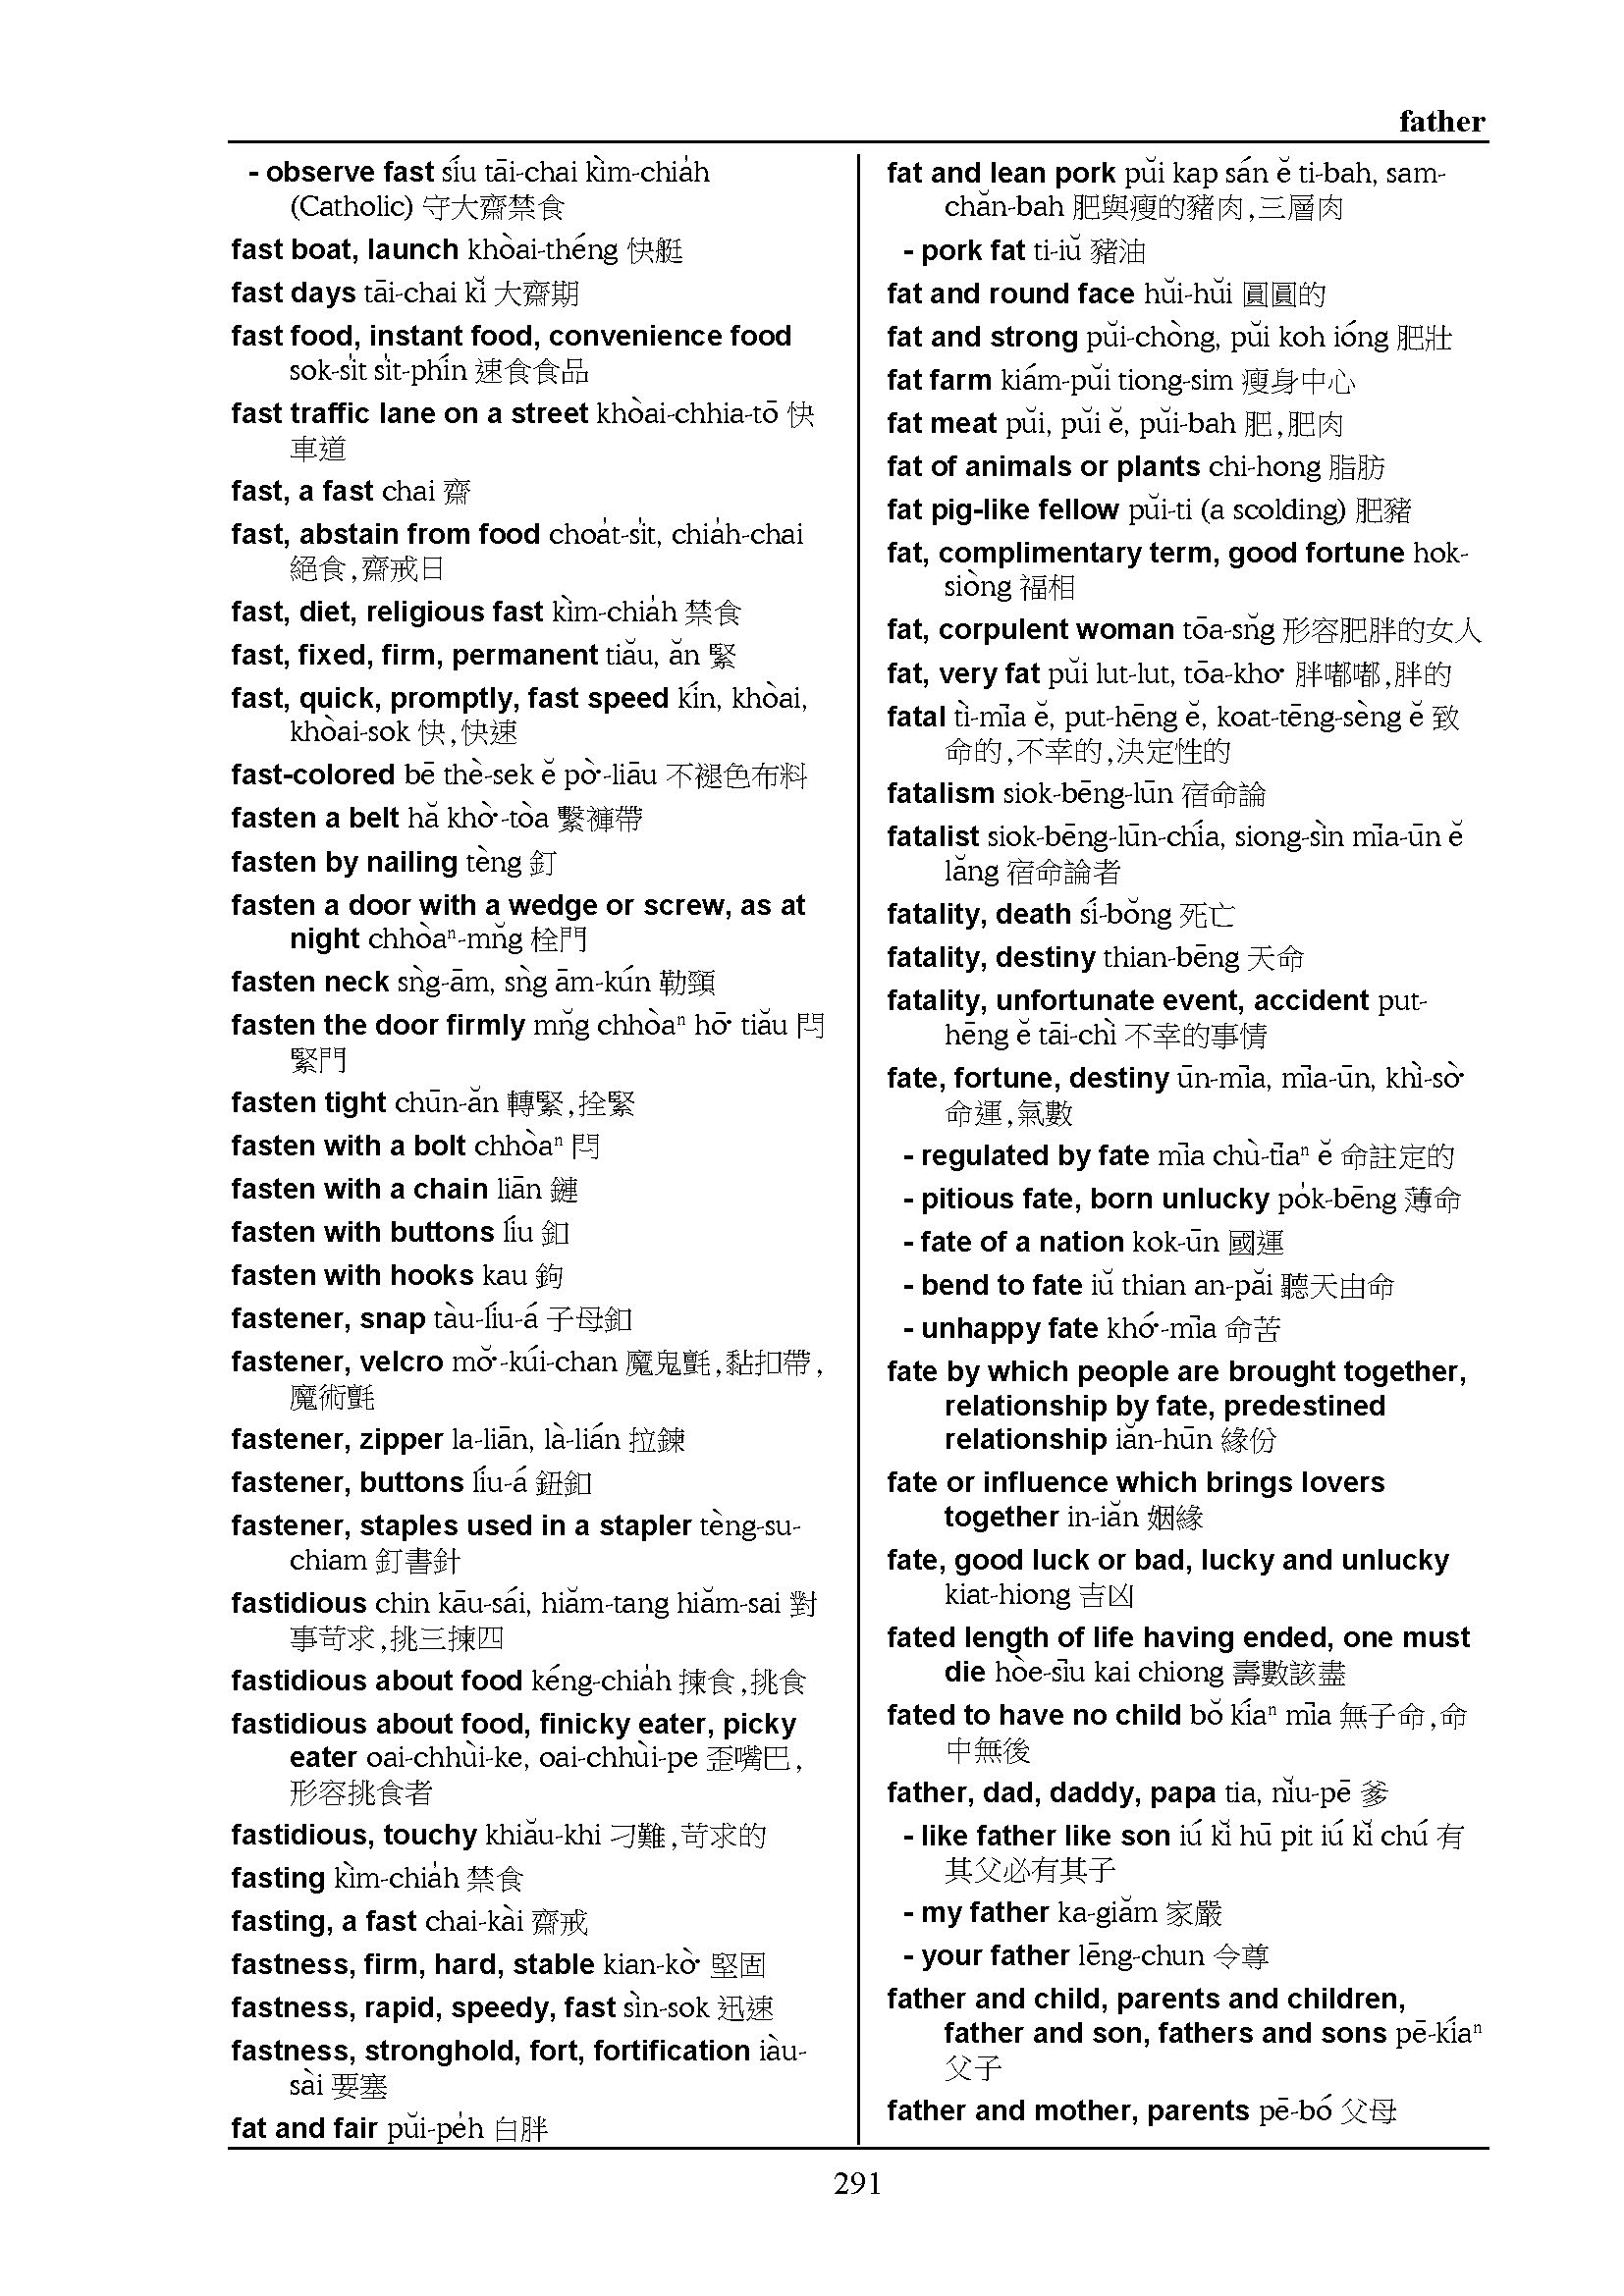 father
- observe fast síu tāi-chai kìm-chia̍h
(Catholic) 守大齋禁食
fast boat, launch khòai-théng 快艇
fast days tāi-chai kĭ 大齋期
fast food, instant food, convenience food
sok-si̍t si̍t-phín 速食食品
fast traffic lane on a street khòai-chhia-tō 快
車道
fast, a fast chai 齋
fast, abstain from food choa̍t-si̍t, chia̍h-chai
絕食,齋戒日
fast, diet, religious fast kìm-chia̍h 禁食
fast, fixed, firm, permanent tiău, ăn 緊
fast, quick, promptly, fast speed kín, khòai,
khòai-sok 快,快速
fast-colored bē thè-sek ĕ pò͘-liāu 不褪色布料
fasten a belt hă khò͘-tòa 繫褲帶
fasten by nailing tèng 釘
fasten a door with a wedge or screw, as at
night chhòaⁿ-mn̆g 栓門
fasten neck sǹg-ām, sǹg ām-kún 勒頸
fasten the door firmly mn̆g chhòaⁿ hō͘ tiău 閂
緊門
fasten tight chūn-ăn 轉緊,拴緊
fasten with a bolt chhòaⁿ 閂
fasten with a chain liān 鏈
fasten with buttons líu 釦
fasten with hooks kau 鉤
fastener, snap tàu-líu-á 子母釦
fastener, velcro mŏ͘-kúi-chan 魔鬼氈,黏扣帶,
魔術氈
fastener, zipper la-liān, là-lián 拉鍊
fastener, buttons líu-á 鈕釦
fastener, staples used in a stapler tèng-su-
chiam 釘書針
fastidious chin kāu-sái, hiăm-tang hiăm-sai 對
事苛求,挑三揀四
fastidious about food kéng-chia̍h 揀食,挑食
fastidious about food, finicky eater, picky
eater oai-chhùi-ke, oai-chhùi-pe 歪嘴巴,
形容挑食者
fastidious, touchy khiău-khi 刁難,苛求的
fasting kìm-chia̍h 禁食
fasting, a fast chai-kài 齋戒
fastness, firm, hard, stable kian-kò͘ 堅固
fastness, rapid, speedy, fast sìn-sok 迅速
fastness, stronghold, fort, fortification iàu-
sài 要塞
fat and fair pŭi-pe̍h 白胖
fat and lean pork pŭi kap sán ĕ ti-bah, sam-
chăn-bah 肥與瘦的豬肉,三層肉
- pork fat ti-iŭ 豬油
fat and round face hŭi-hŭi 圓圓的
fat and strong pŭi-chòng, pŭi koh ióng 肥壯
fat farm kiám-pŭi tiong-sim 瘦身中心
fat meat pŭi, pŭi ĕ, pŭi-bah 肥,肥肉
fat of animals or plants chi-hong 脂肪
fat pig-like fellow pŭi-ti (a scolding) 肥豬
fat, complimentary term, good fortune hok-
siòng 福相
fat, corpulent woman tōa-sn̆g 形容肥胖的女人
fat, very fat pŭi lut-lut, tōa-kho͘ 胖嘟嘟,胖的
fatal tì-mīa ĕ, put-hēng ĕ, koat-tēng-sèng ĕ 致
命的,不幸的,決定性的
fatalism siok-bēng-lūn 宿命論
fatalist siok-bēng-lūn-chía, siong-sìn mīa-ūn ĕ
lăng 宿命論者
fatality, death sí-bŏng 死亡
fatality, destiny thian-bēng 天命
fatality, unfortunate event, accident put-
hēng ĕ tāi-chì 不幸的事情
fate, fortune, destiny ūn-mīa, mīa-ūn, khì-sò͘
命運,氣數
- regulated by fate mīa chù-tīaⁿ ĕ 命註定的
- pitious fate, born unlucky po̍k-bēng 薄命
- fate of a nation kok-ūn 國運
- bend to fate iŭ thian an-păi 聽天由命
- unhappy fate khó͘-mīa 命苦
fate by which people are brought together,
relationship by fate, predestined
relationship iăn-hūn 緣份
fate or influence which brings lovers
together in-iăn 姻緣
fate, good luck or bad, lucky and unlucky
kiat-hiong 吉凶
fated length of life having ended, one must
die hòe-sīu kai chiong 壽數該盡
fated to have no child bŏ kíaⁿ mīa 無子命,命
中無後
father, dad, daddy, papa tia, nĭu-pē 爹
- like father like son iú kĭ hū pit iú kĭ chú 有
其父必有其子
- my father ka-giăm 家嚴
- your father lēng-chun 令尊
father and child, parents and children,
father and son, fathers and sons pē-kíaⁿ
父子
father and mother, parents pē-bó 父母
291